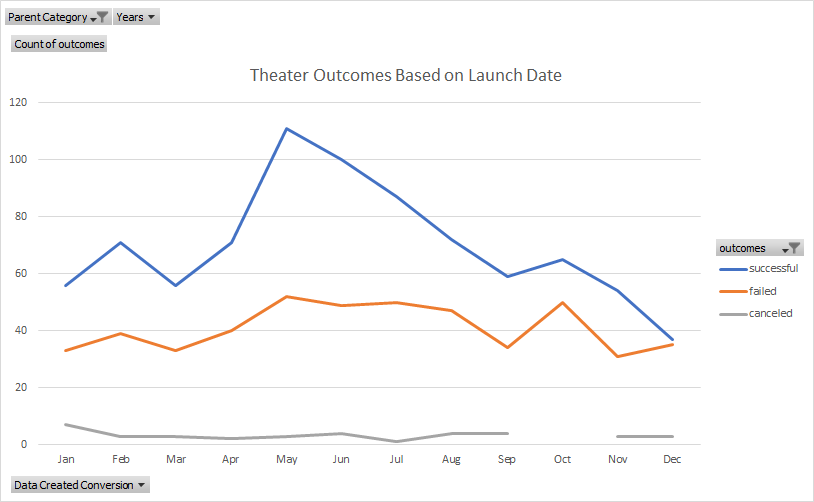 Parent Category Years
Count of outcomes
Theater Outcomes Based on Launch Date
120
100
80
60
40
20
0
Jan Feb Mar Apr May Jun Jul Aug Sep Oct Nov Dec
outcomes
successful
failed
canceled
Data Created Conversion